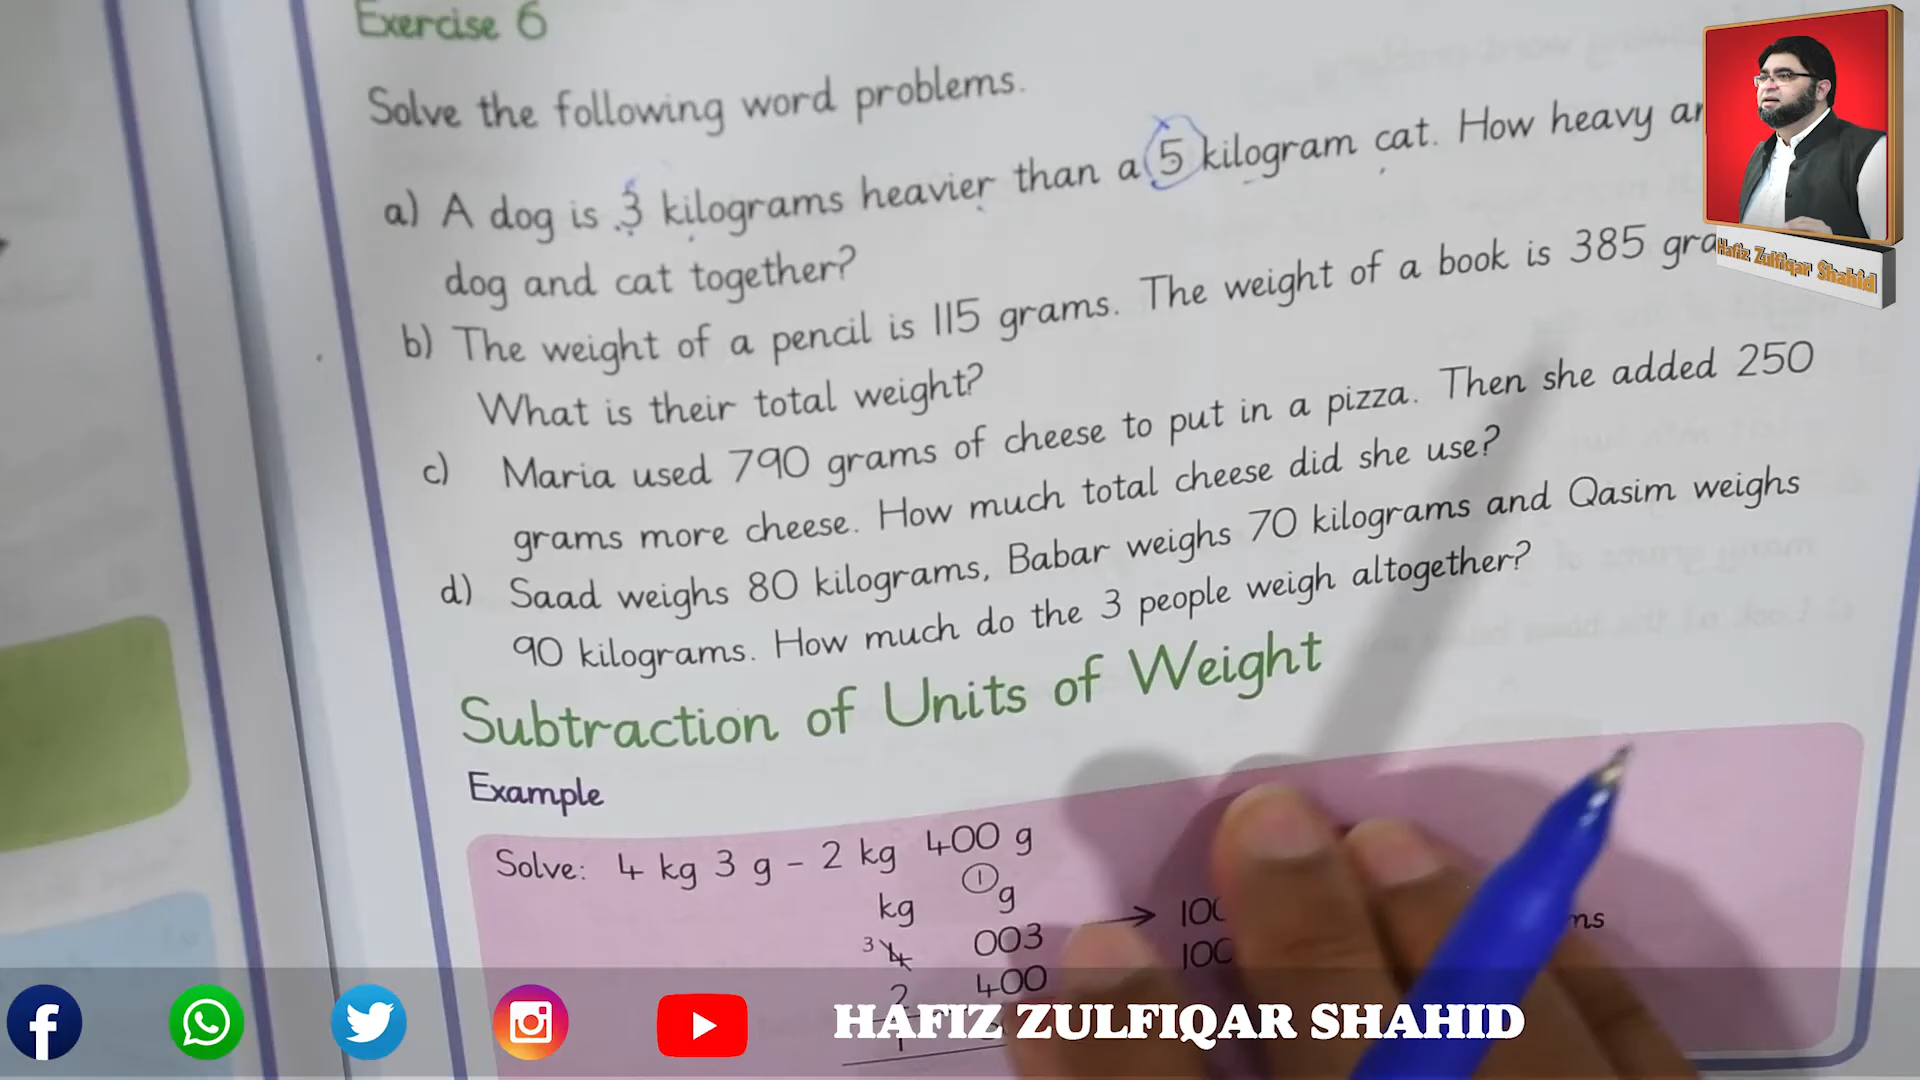 Exercise 6
Solve the following word problems.
a) A dog is 3 kilograms heavier than a 5 kilogram cat. How heavy
dog and cat together?
b) The weight of a pencil is 115 grams. The weight of a book is 385
What is their total weight?
c) Maria used 790 grams of cheese to put in a pizza. Then she added 250
grams more cheese. How much total cheese did she use?
d) Saad weighs 80 kilograms, Babar weighs 70 kilograms and Qasim weighs
90 kilograms. How much do the 3 people weigh altogether?
Subtraction of Units of Weight
Example
Solve: 4 kg 3 g - 2 kg 400 g
1
kg g
3 4 003
2 400
1
Hafiz Zulfiqar Shahid
HAFIZ ZULFIQAR SHAHID